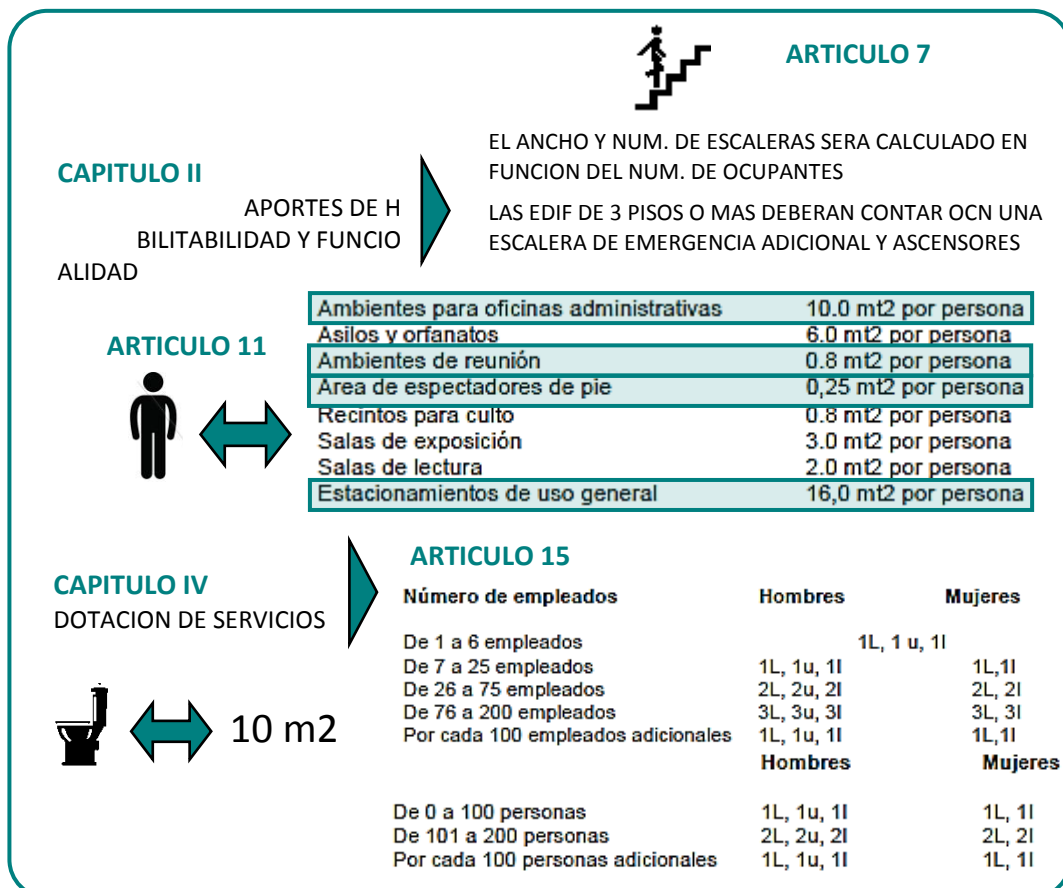 ARTICULO 7
EL ANCHO Y NUM. DE ESCALERAS SERA CALCULADO EN
FUNCION DEL NUM. DE OCUPANTES
LAS EDIF DE 3 PISOS O MAS DEBERAN CONTAR OCN UNA
ESCALERA DE EMERGENCIA ADICIONAL Y ASCENSORES
CAPITULO II
APORTES DE H
BILITABILIDAD Y FUNCIO
ALIDAD
ARTICULO 11
Ambientes para oficinas administrativas 10.0 mt2 por persona
Asilos y orfanatos 6.0 mt2 por persona
Ambientes de reunión 0.8 mt2 por persona
Area de espectadores de pie 0,25 mt2 por persona
Recintos para culto 0.8 mt2 por persona
Salas de exposición 3.0 mt2 por persona
Salas de lectura 2.0 mt2 por persona
Estacionamientos de uso general 16,0 mt2 por persona
CAPITULO IV
DOTACION DE SERVICIOS
10 m2
ARTICULO 15
Número de empleados Hombres Mujeres
De 1 a 6 empleados 1L, 1 u, 1I
De 7 a 25 empleados 1L, 1u, 1I 1L,1I
De 26 a 75 empleados 2L, 2u, 2I 2L, 2I
De 76 a 200 empleados 3L, 3u, 3I 3L, 3I
Por cada 100 empleados adicionales 1L, 1u, 1I 1L,1I
Hombres Mujeres
De 0 a 100 personas 1L, 1u, 1I 1L, 1I
De 101 a 200 personas 2L, 2u, 2I 2L, 2I
Por cada 100 personas adicionales 1L, 1u, 1I 1L, 1I